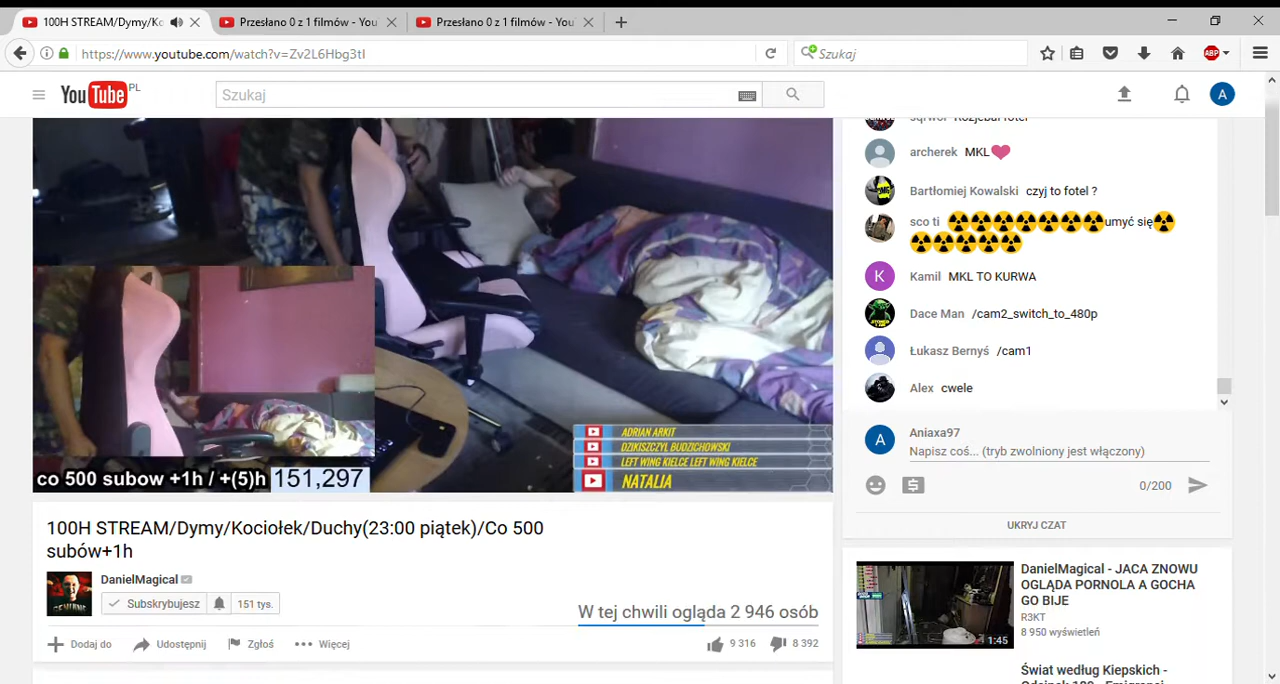 100H STREAM/Dymy/Ko
Przesłano 0 z 1 filmów - You
Przesłano 0 z 1 filmów - You
https://www.youtube.com/watch?v=Zv2L6Hbg3tI
Szukaj
ABP
YouTube PL
Szukaj
A
archerek MKL
Bartłomiej Kowalski czyj to fotel ?
sco ti umyć się
K Kamil MKL TO KURWA
Dace Man /cam2_switch_to_480p
Łukasz Bernyś /cam1
Alex cwele
ADRIAN ARKIT
DZIKISZCZYL BUDZICHOWSKI
LEFT WING KIELCE LEFT WING KIELCE
NATALIA
co 500 subow +1h / +(5)h 151,297
A Aniaxa97
Napisz coś... (tryb zwolniony jest włączony)
0/200
UKRYJ CZAT
100H STREAM/Dymy/Kociołek/Duchy(23:00 piątek)/Co 500
subów+1h
DanielMagical
Subskrybujesz 151 tys.
W tej chwili ogląda 2 946 osób
Dodaj do Udostępnij Zgłoś Więcej 9 316 8 392
DanielMagical - JACA ZNOWU
OGLĄDA PORNOLA A GOCHA
GO BIJE
R3KT
8 950 wyświetleń
1:45
Świat według Kiepskich -